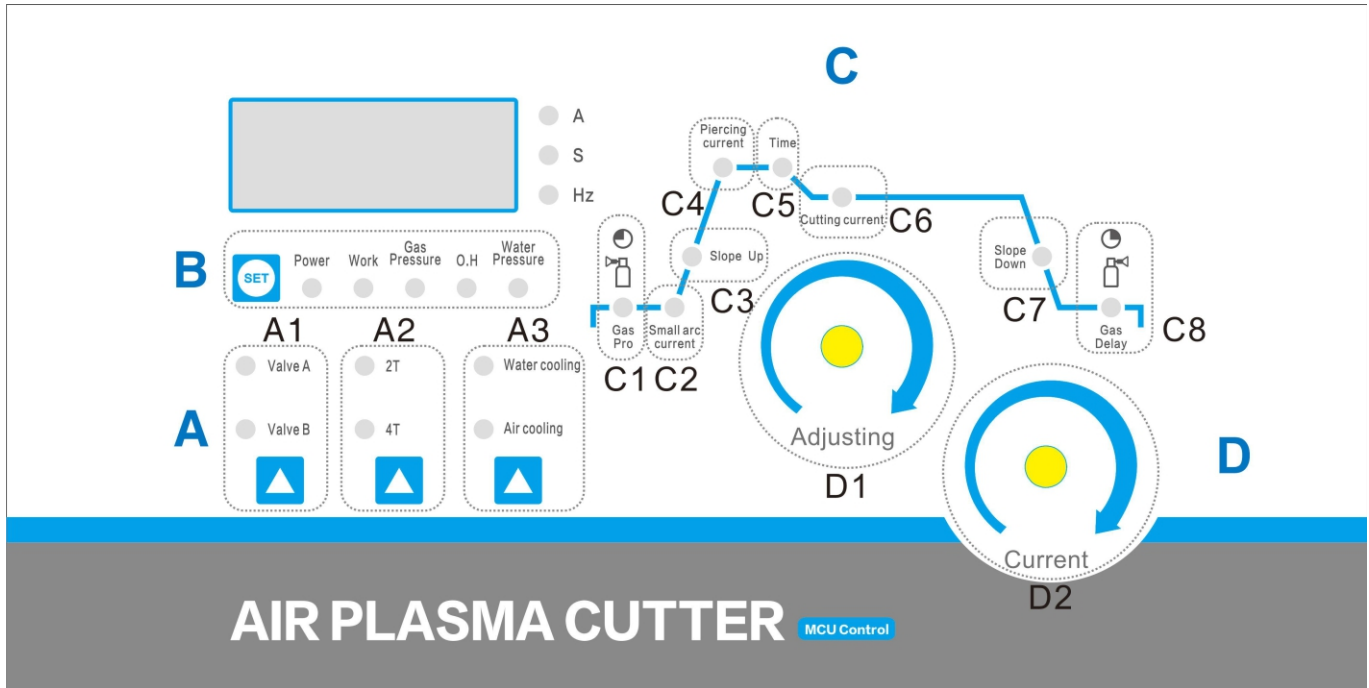 C
A
S
Hz
Piercing
current
Time
C4
C5
Cutting current
C6
B
SET
Power
Work
Gas
Pressure
O.H
Water
Pressure
Slope Up
C3
Slope
Down
C7
A1
A2
A3
Gas
Pro
Small arc
current
C1
C2
Gas
Delay
C8
A
Valve A
Valve B
2T
4T
Water cooling
Air cooling
Adjusting
D1
D
Current
D2
AIR PLASMA CUTTER
MCU Control